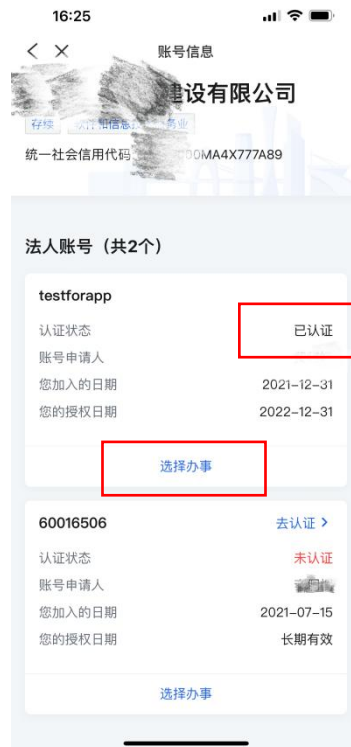 16:25
账号信息
建设有限公司
存续
和信息
务业
统一社会信用代码
00MA4X777A89
法人账号（共2个）
testforapp
认证状态 已认证
账号申请人
您加入的日期 2021-12-31
您的授权日期 2022-12-31
选择办事
60016506 去认证 >
认证状态 未认证
账号申请人
您加入的日期 2021-07-15
您的授权日期 长期有效
选择办事